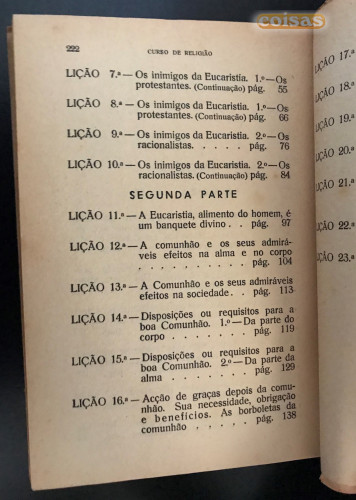 coisas
222 CURSO DE RELIGIÃO
LIÇÃO 7.ª — Os inimigos da Eucaristia. 1.º — Os
protestantes. (Continuação) pág. 55
LIÇÃO 8.ª — Os inimigos da Eucaristia. 1.º — Os
protestantes. (Continuação) pág. 66
LIÇÃO 9.ª — Os inimigos da Eucaristia. 2.º — Os
racionalistas. . . . . pág. 76
LIÇÃO 10.ª — Os inimigos da Eucaristia. 2.º — Os
racionalistas. (Continuação) pág. 84
SEGUNDA PARTE
LIÇÃO 11.ª — A Eucaristia, alimento do homem, é
um banquete divino . pág. 97
LIÇÃO 12.ª — A comunhão e os seus admirá-
veis efeitos na alma e no corpo
. . . . . . . . . pág. 104
LIÇÃO 13.ª — A Comunhão e os seus admiráveis
efeitos na sociedade. . pág. 113
LIÇÃO 14.ª — Disposições ou requisitos para a
boa Comunhão. 1.º — Da parte do
corpo . . . . . . pág. 119
LIÇÃO 15.ª — Disposições ou requisitos para a
boa Comunhão. 2.º — Da parte da
alma . . . . . . pág. 129
LIÇÃO 16.ª — Acção de graças depois da comu-
nhão. Sua necessidade, obrigação
e benefícios. As borboletas da
comunhão . . . . . pág. 138
LIÇÃO 17.ª
LIÇÃO 18.ª
LIÇÃO 19.ª
LIÇÃO 20.ª
LIÇÃO 21.ª
LIÇÃO 22.ª
LIÇÃO 23.ª